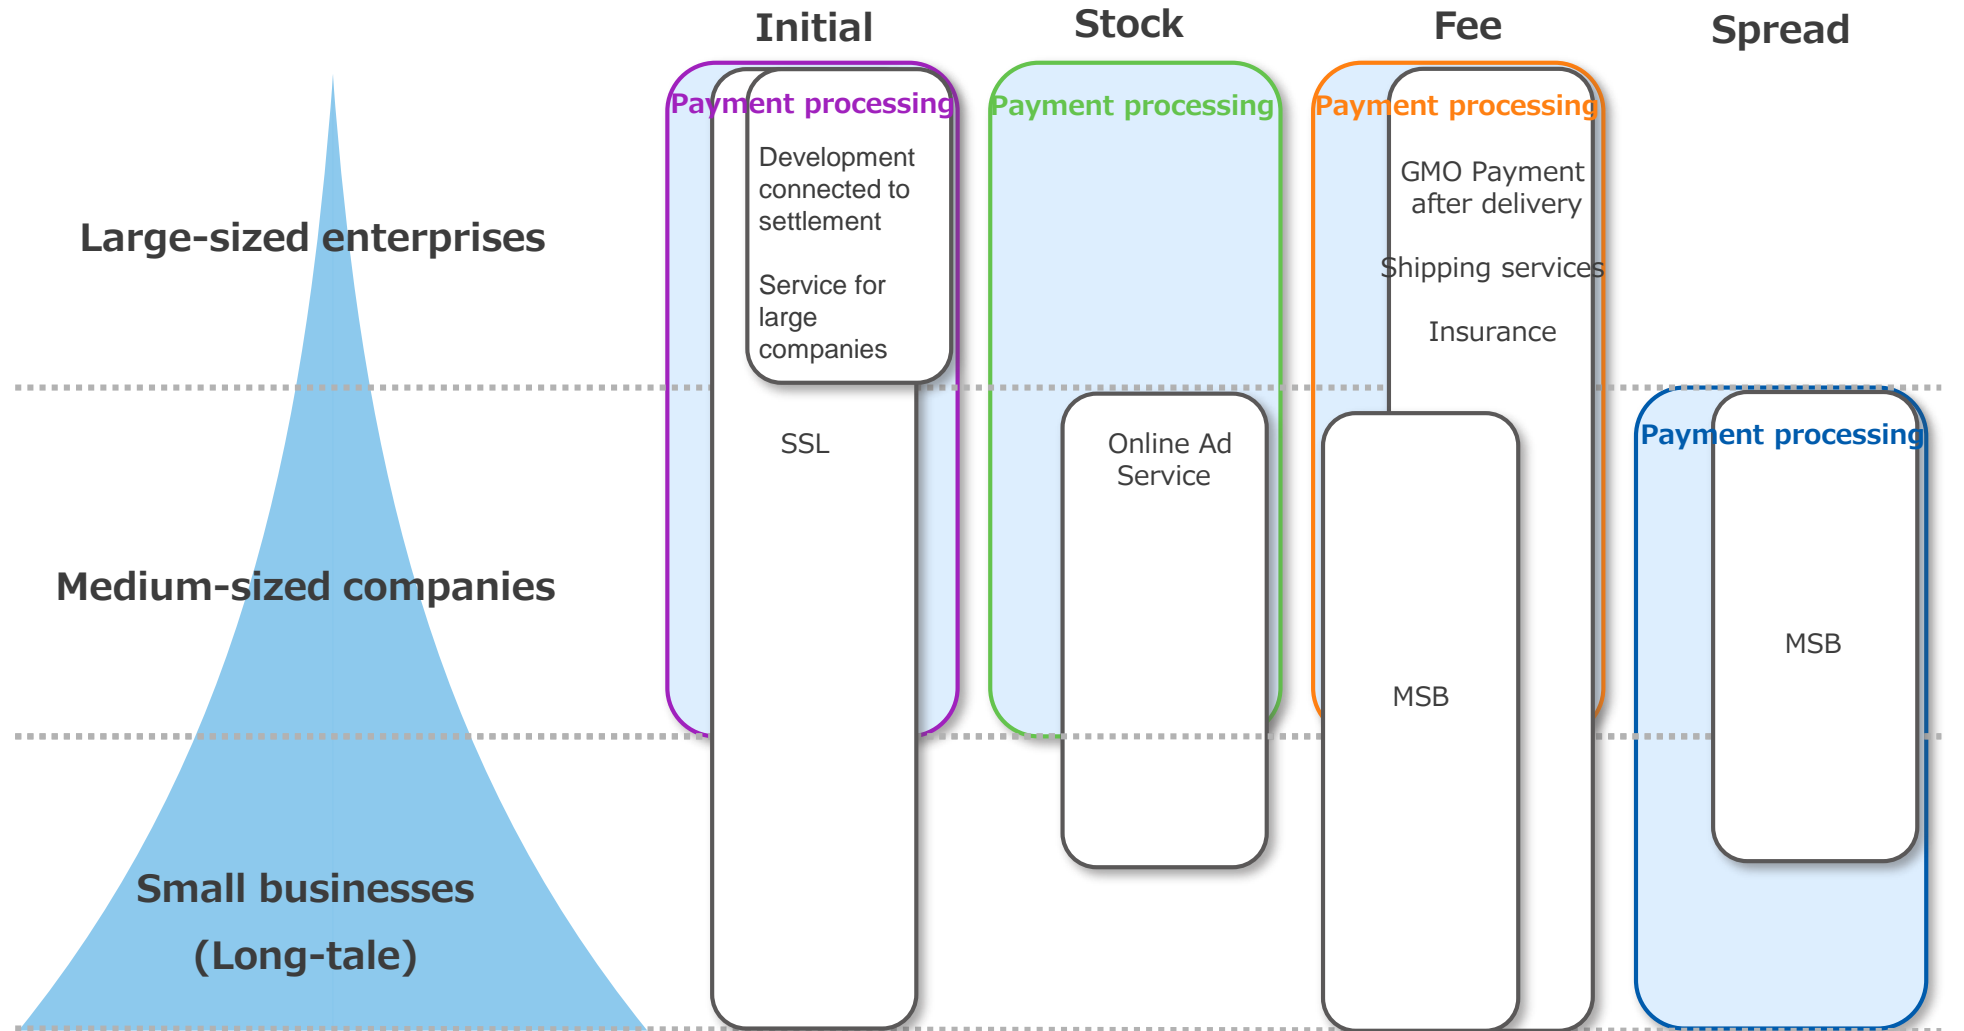 Initial
Stock
Fee
Spread
Large-sized enterprises
Medium-sized companies
Small businesses
(Long-tale)
Payment processing
Development
connected to
settlement
Service for
large
companies
SSL
Payment processing
Online Ad
Service
Payment processing
GMO Payment
after delivery
Shipping services
Insurance
MSB
Payment processing
MSB